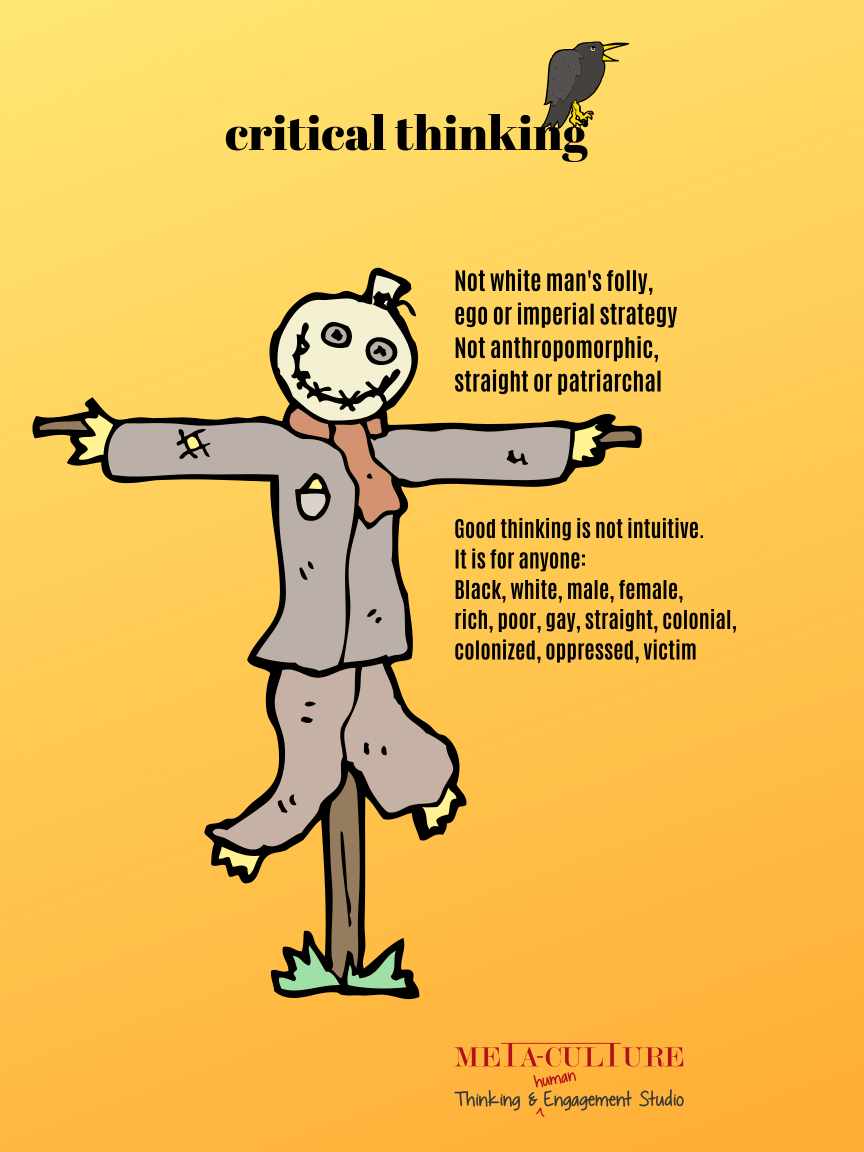 critical thinking
Not white man's folly,
ego or imperial strategy
Not anthropomorphic,
straight or patriarchal
Good thinking is not intuitive.
It is for anyone:
Black, white, male, female,
rich, poor, gay, straight, colonial,
colonized, oppressed, victim
META-CULTURE
human
Thinking & Engagement Studio